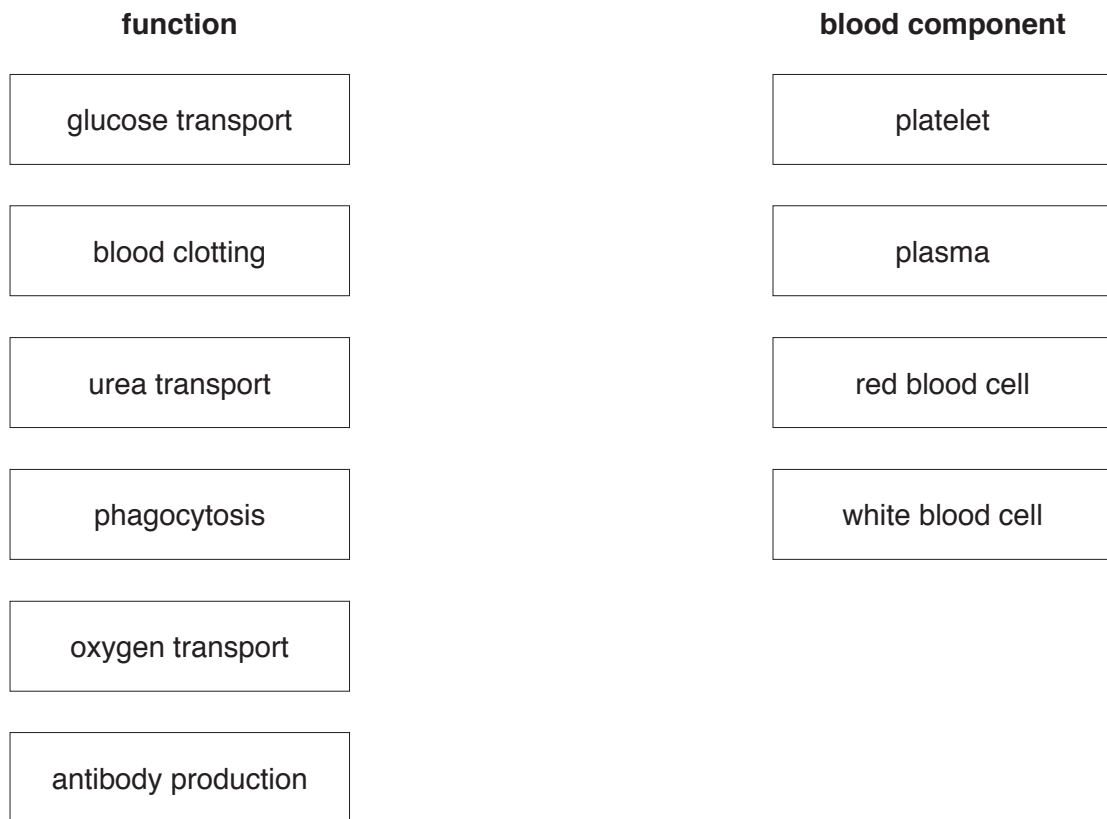 function
blood component
glucose transport
platelet
blood clotting
plasma
urea transport
red blood cell
phagocytosis
white blood cell
oxygen transport
antibody production